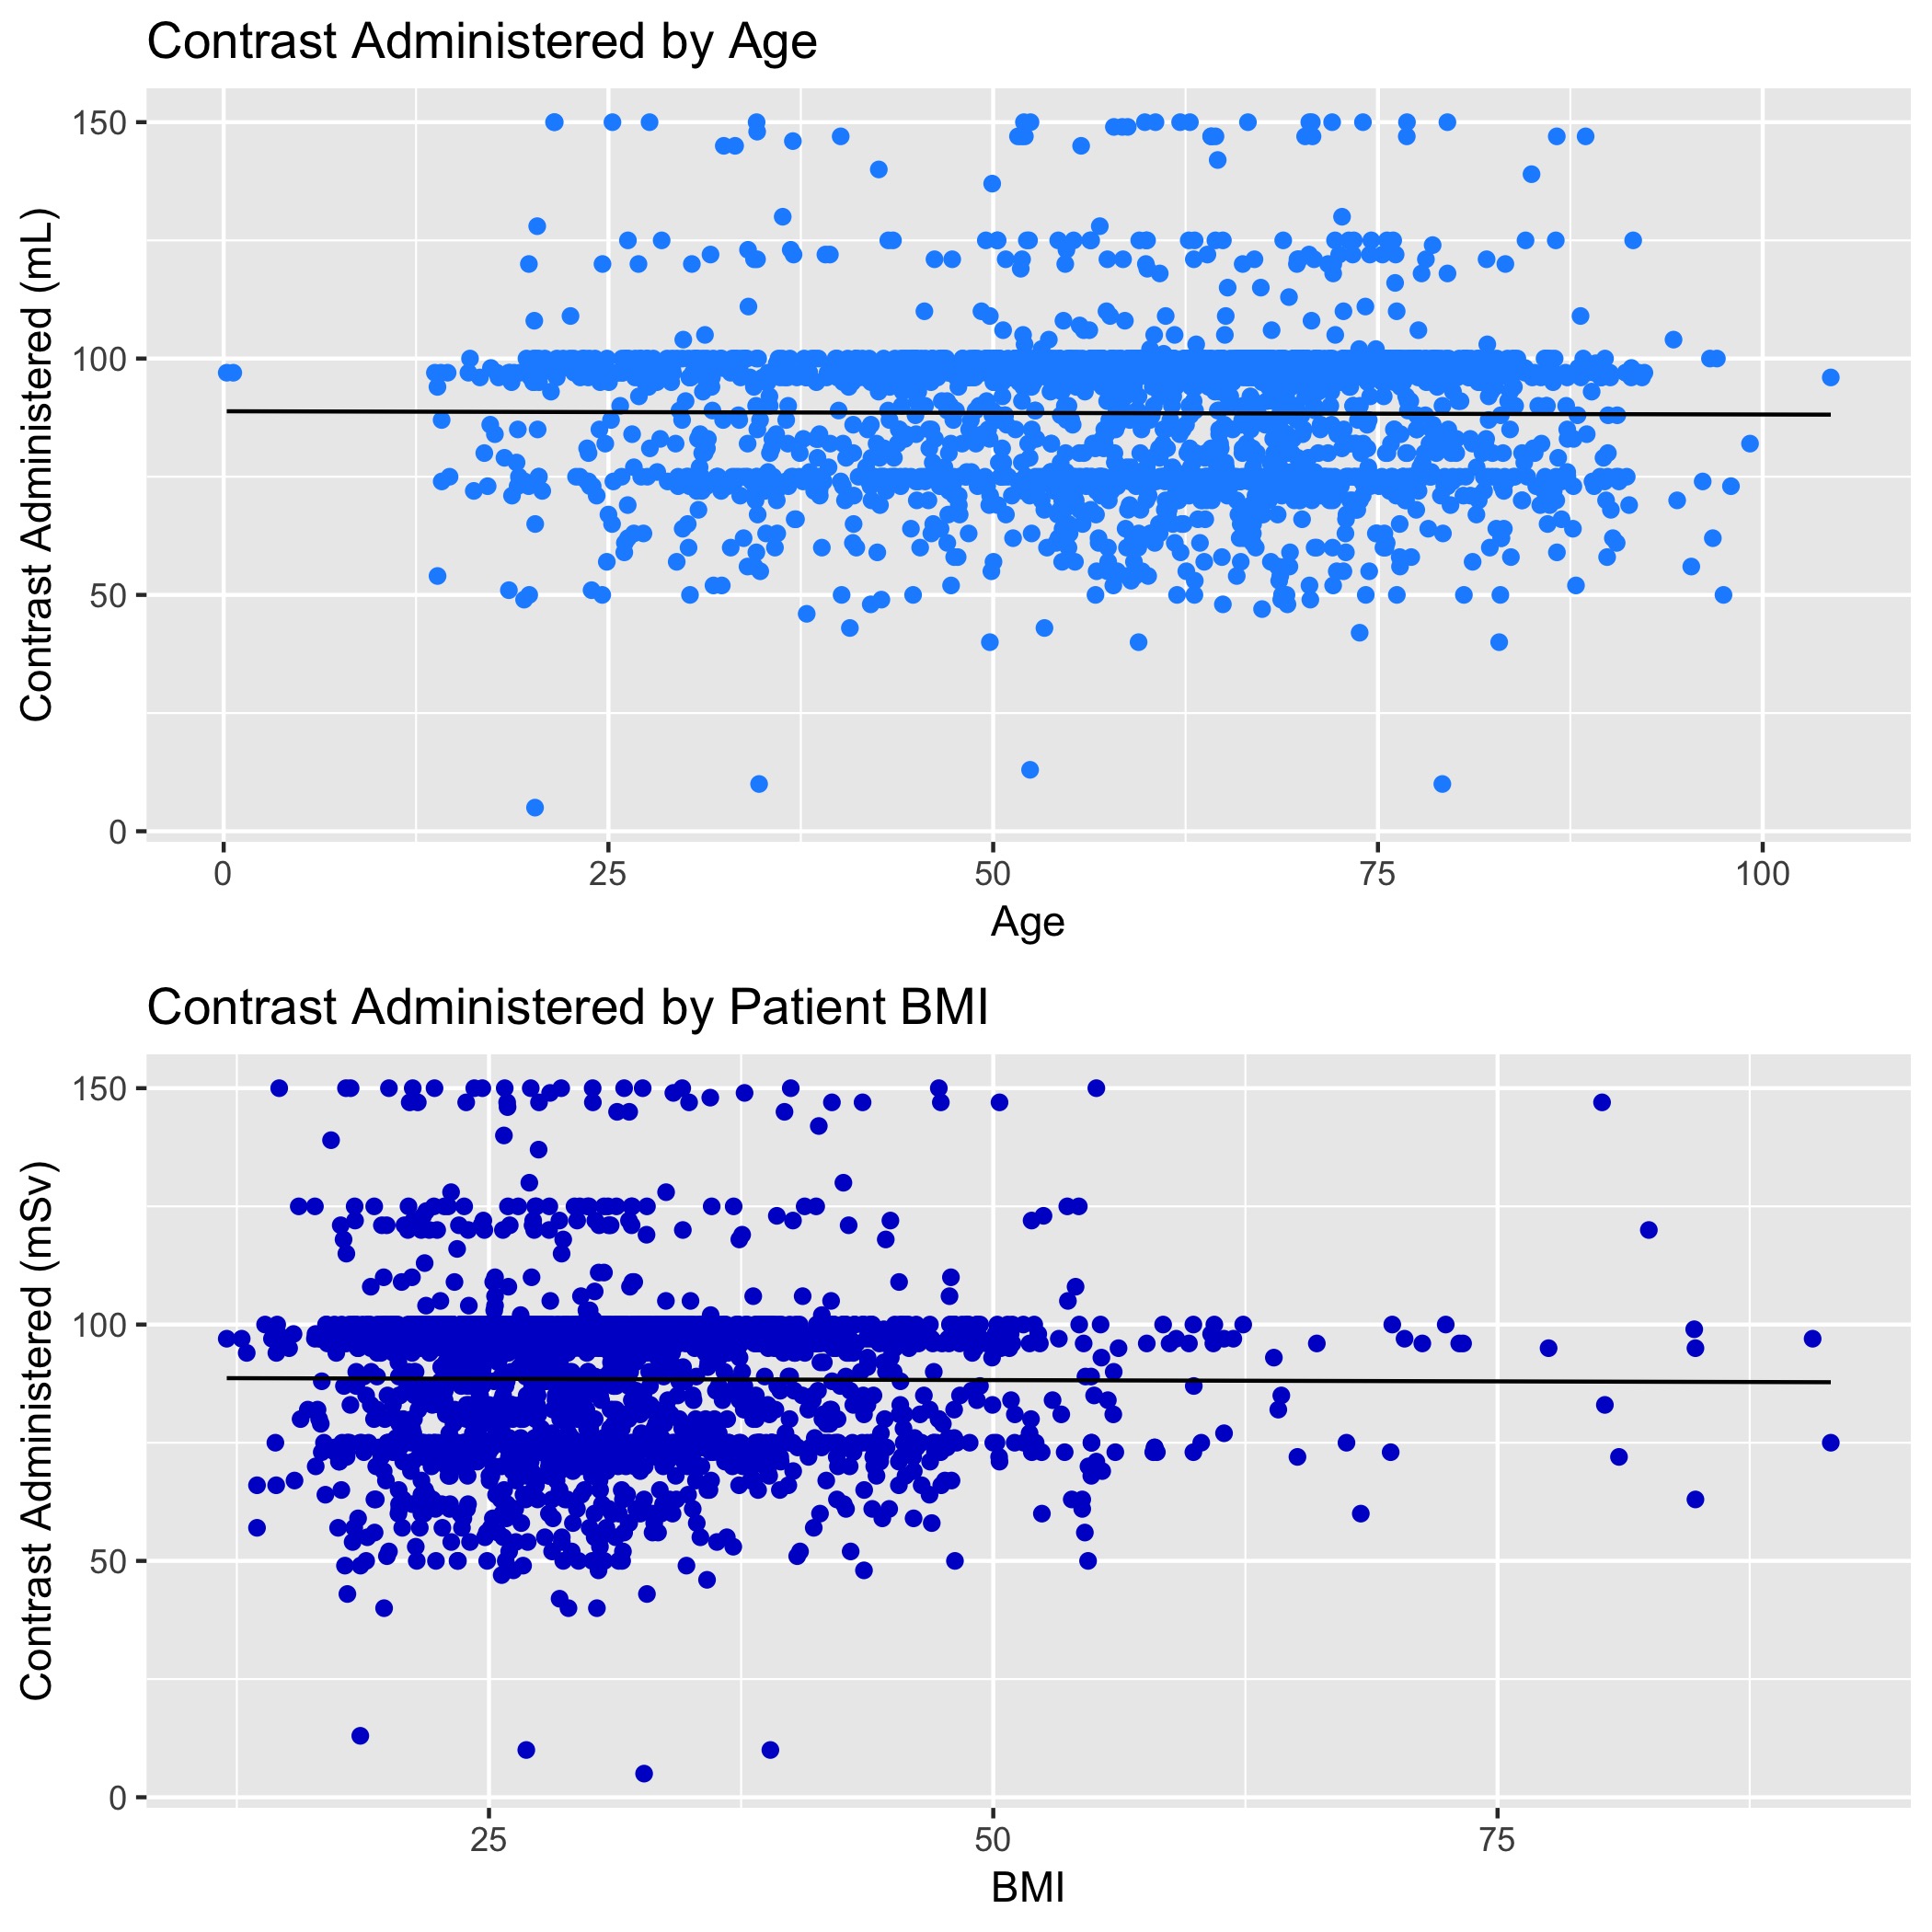 Contrast Administered by Age
Contrast Administered (mL)
150
100
50
0
0
25
50
75
100
Age
Contrast Administered by Patient BMI
Contrast Administered (mSv)
150
100
50
0
25
50
75
BMI